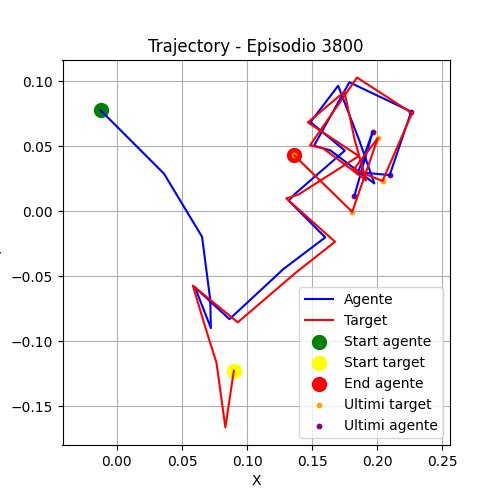 Trajectory - Episodio 3800
0.10
0.05
0.00
−0.05
−0.10
−0.15
Agente
Target
Start agente
Start target
End agente
Ultimi target
Ultimi agente
0.00 0.05 0.10 0.15 0.20 0.25
X